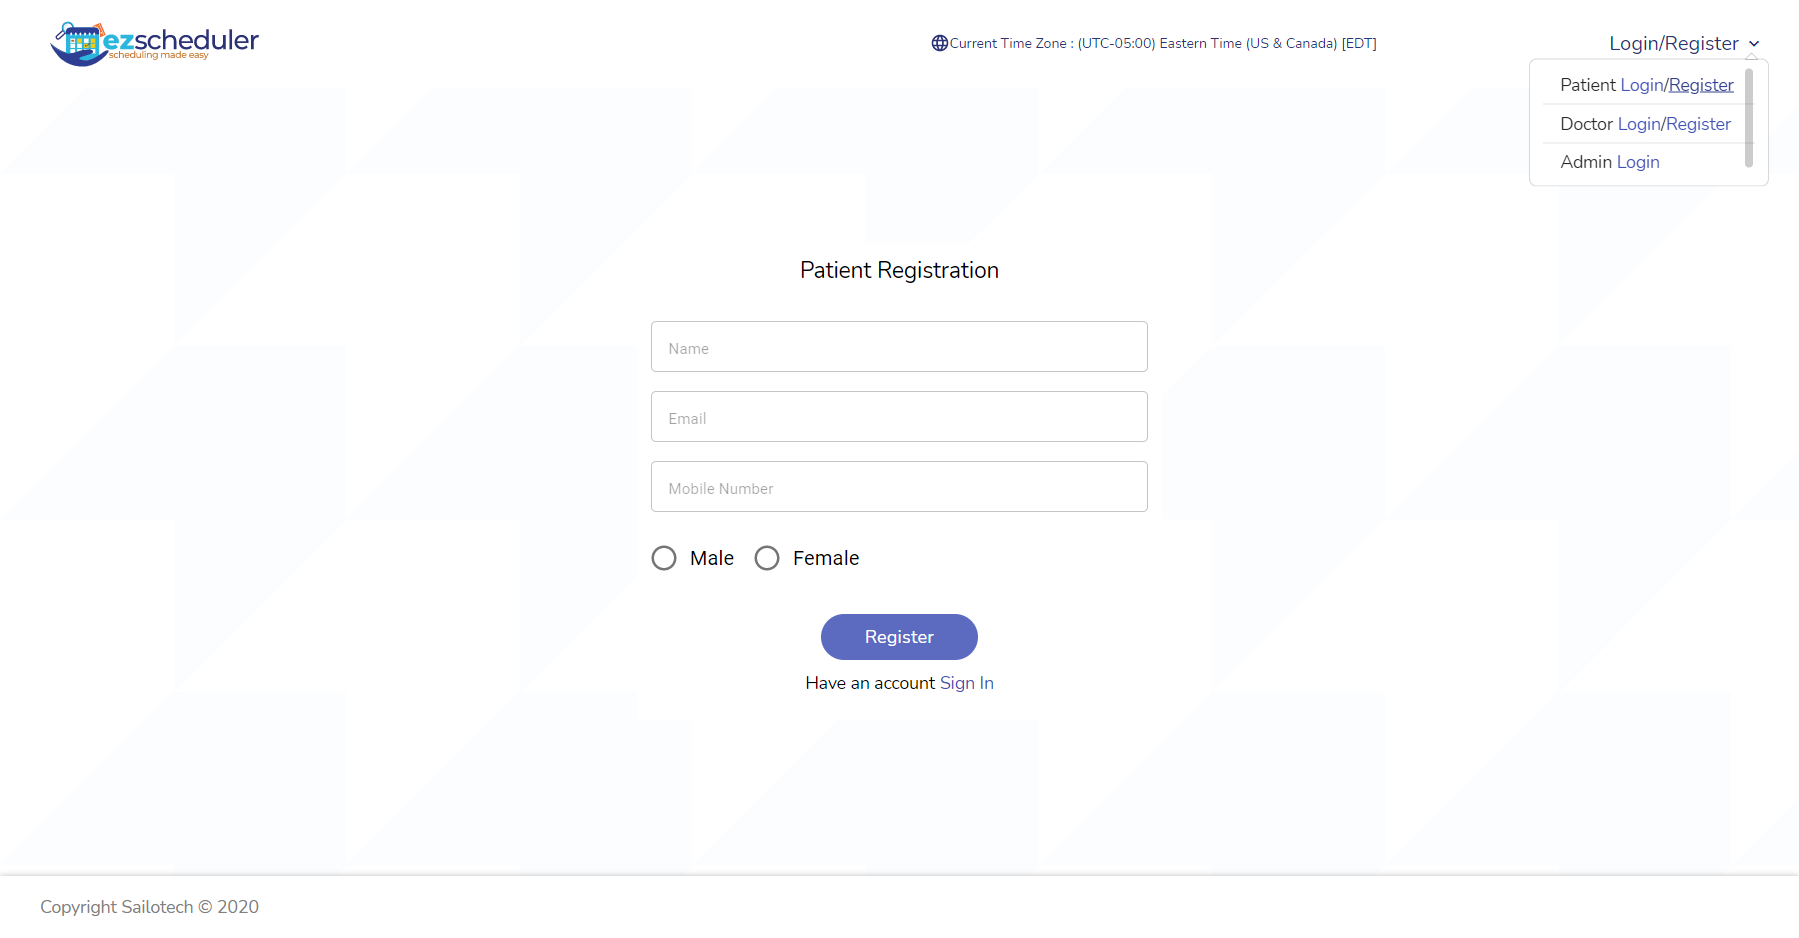 ezscheduler
scheduling made easy
Current Time Zone : (UTC-05:00) Eastern Time (US & Canada) [EDT]
Login/Register
Patient Login/Register
Doctor Login/Register
Admin Login
Patient Registration
Name
Email
Mobile Number
Male Female
Register
Have an account Sign In
Copyright Sailotech © 2020